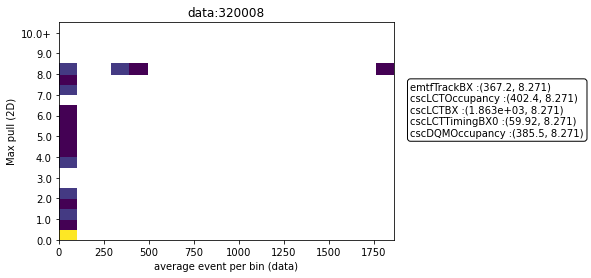 data:320008
10.0+
9.0
8.0
7.0
6.0
5.0
4.0
3.0
2.0
1.0
0.0
Max pull (2D)
0
250
500
750
1000
1250
1500
1750
average event per bin (data)
emtfTrackBX :(367.2, 8.271)
cscLCTOccupancy :(402.4, 8.271)
cscLCTBX :(1.863e+03, 8.271)
cscLCTTimingBX0 :(59.92, 8.271)
cscDQMOccupancy :(385.5, 8.271)